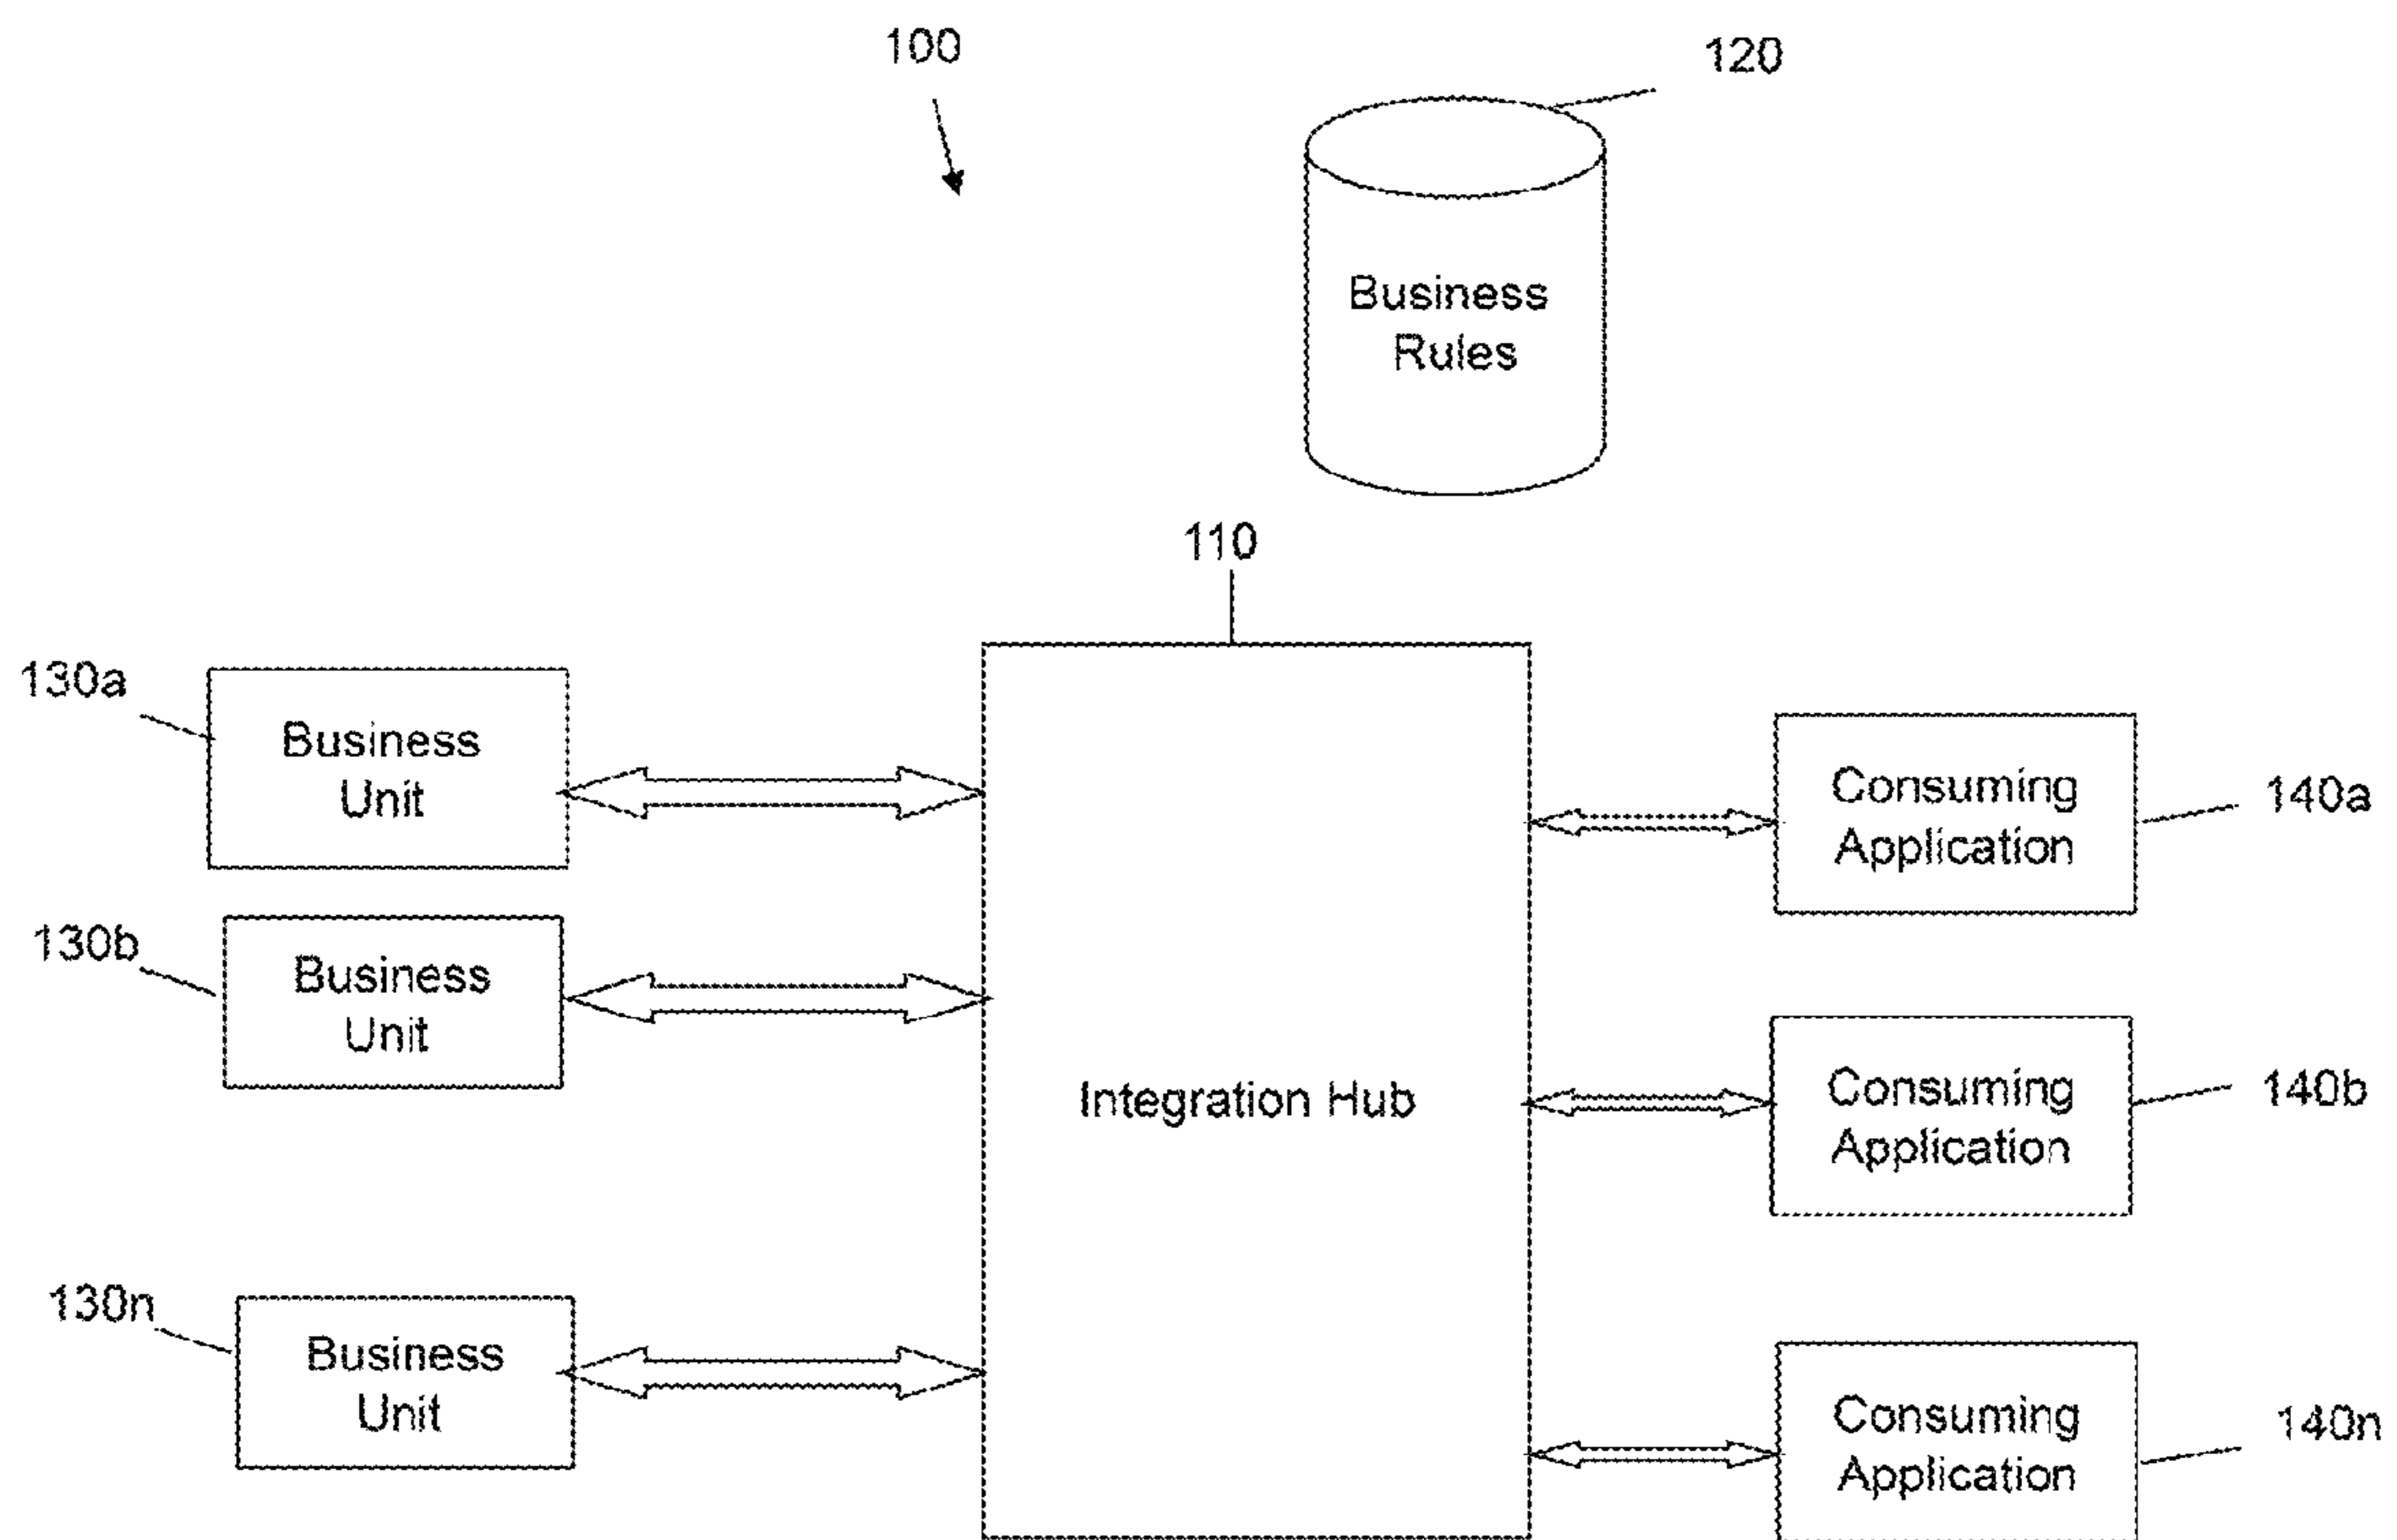 100
120
Business
Rules
110
130a
Business
Unit
Consuming
Application
140a
130b
Business
Unit
Integration Hub
Consuming
Application
140b
130n
Business
Unit
Consuming
Application
140n